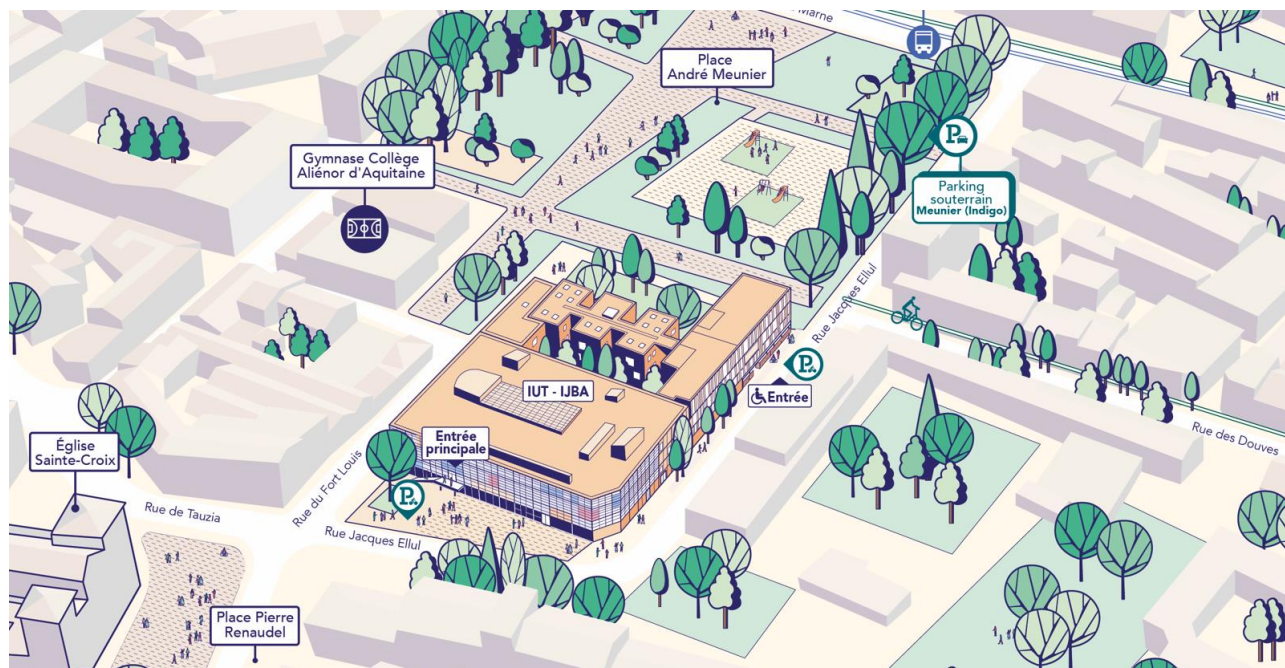 Marne
Place
André Meunier
Gymnase Collège
Aliénor d'Aquitaine
P
Parking
souterrain
Meunier (Indigo)
Rue Jacques Ellul
P
Entrée
IUT - IJBA
Entrée
principale
Rue des Douves
Église
Sainte-Croix
Rue du Fort Louis
P
Rue de Tauzia
Rue Jacques Ellul
Place Pierre
Renaudel